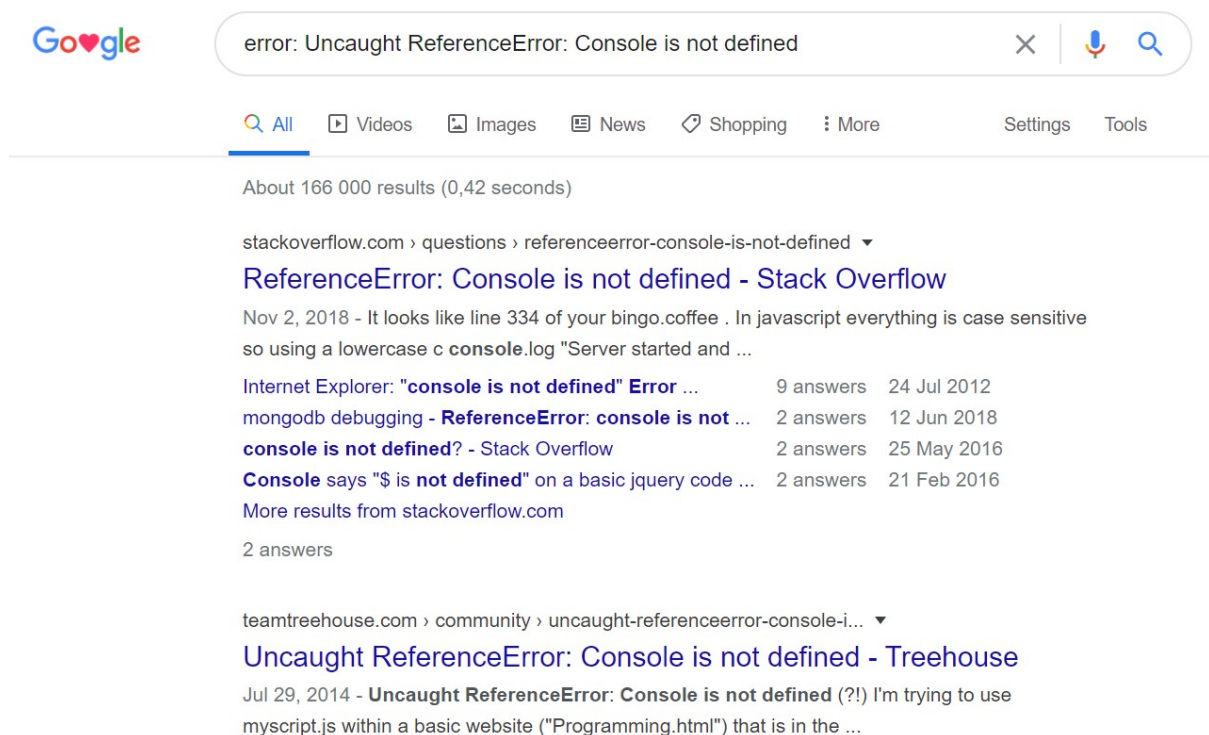 Google
error: Uncaught ReferenceError: Console is not defined
All Videos Images News Shopping More Settings Tools
About 166 000 results (0,42 seconds)
stackoverflow.com › questions › referenceerror-console-is-not-defined
ReferenceError: Console is not defined - Stack Overflow
Nov 2, 2018 - It looks like line 334 of your bingo.coffee . In javascript everything is case sensitive
so using a lowercase c console.log "Server started and ...
Internet Explorer: "console is not defined" Error ... 9 answers 24 Jul 2012
mongodb debugging - ReferenceError: console is not ... 2 answers 12 Jun 2018
console is not defined? - Stack Overflow 2 answers 25 May 2016
Console says "$ is not defined" on a basic jquery code ... 2 answers 21 Feb 2016
More results from stackoverflow.com
2 answers
teamtreehouse.com › community › uncaught-referenceerror-console-i...
Uncaught ReferenceError: Console is not defined - Treehouse
Jul 29, 2014 - Uncaught ReferenceError: Console is not defined (?!) I'm trying to use
myscript.js within a basic website ("Programming.html") that is in the ...